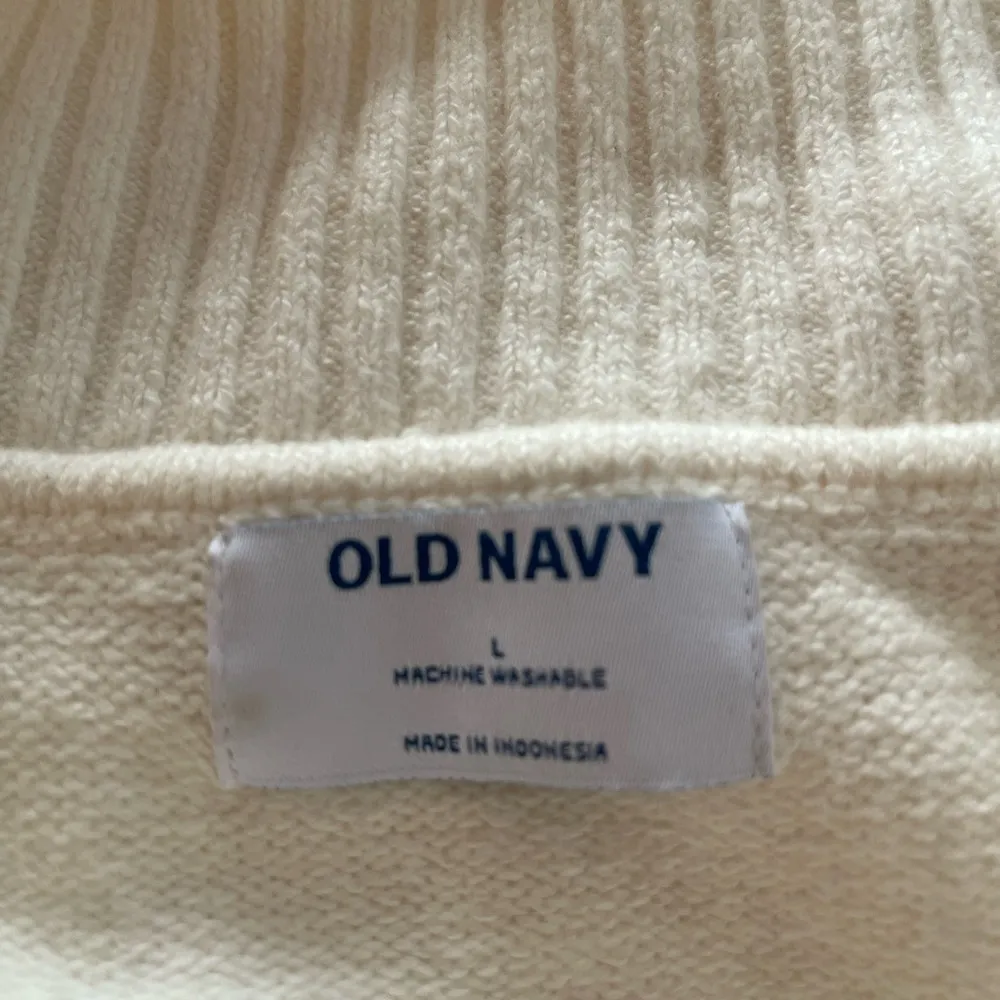 OLD NAVY
L
MACHINE WASHABLE
MADE IN INDONESIA